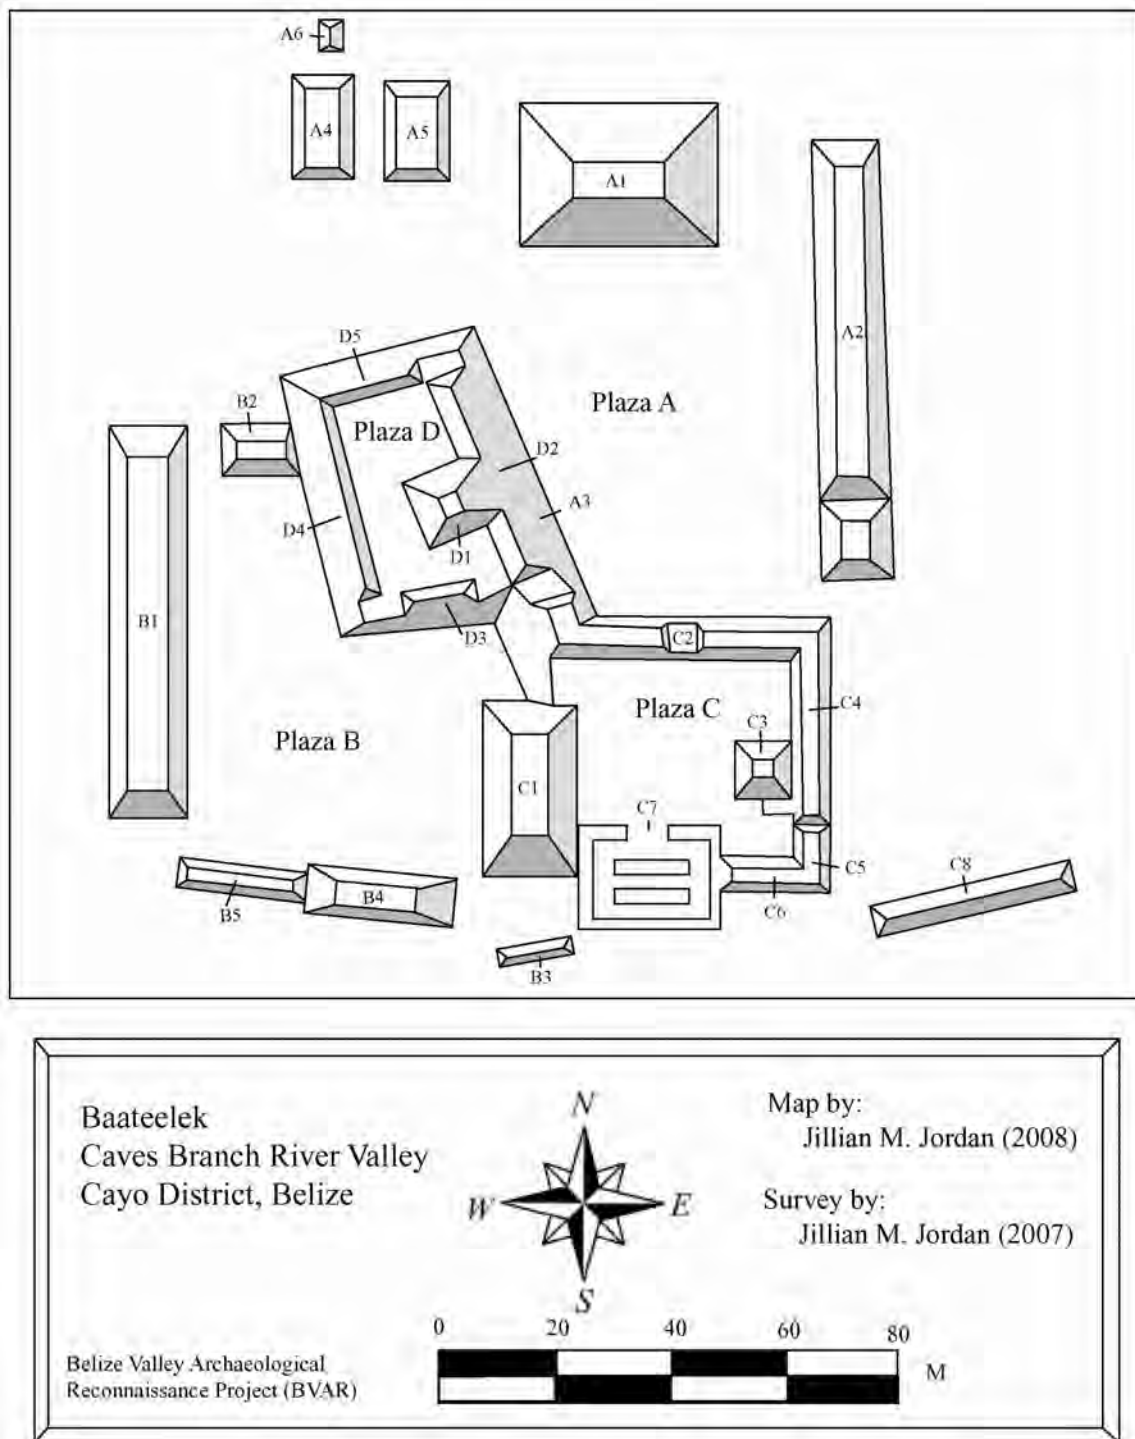 A6
A4
A5
A1
A2
D5
B2
Plaza A
Plaza D
D2
A3
D4
D1
B1
D3
C2
Plaza C
C4
C3
Plaza B
C1
C7
C5
C8
B5
B4
C6
B3
Baateelek
Caves Branch River Valley
Cayo District, Belize
N
W
E
S
Map by:
Jillian M. Jordan (2008)
Survey by:
Jillian M. Jordan (2007)
0 20 40 60 80
M
Belize Valley Archaeological
Reconnaissance Project (BVAR)